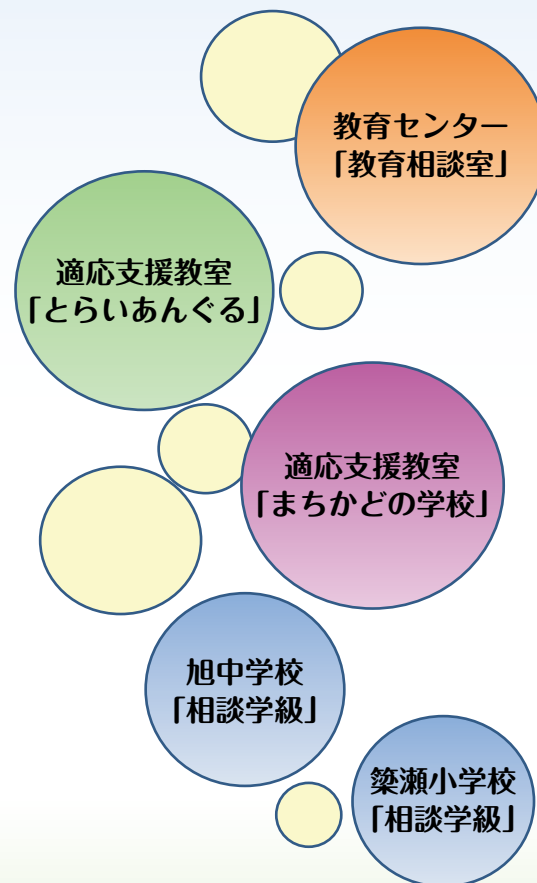 教育センター
「教育相談室」
適応支援教室
「とらいあんぐる」
適応支援教室
「まちかどの学校」
旭中学校
「相談学級」
簗瀬小学校
「相談学級」